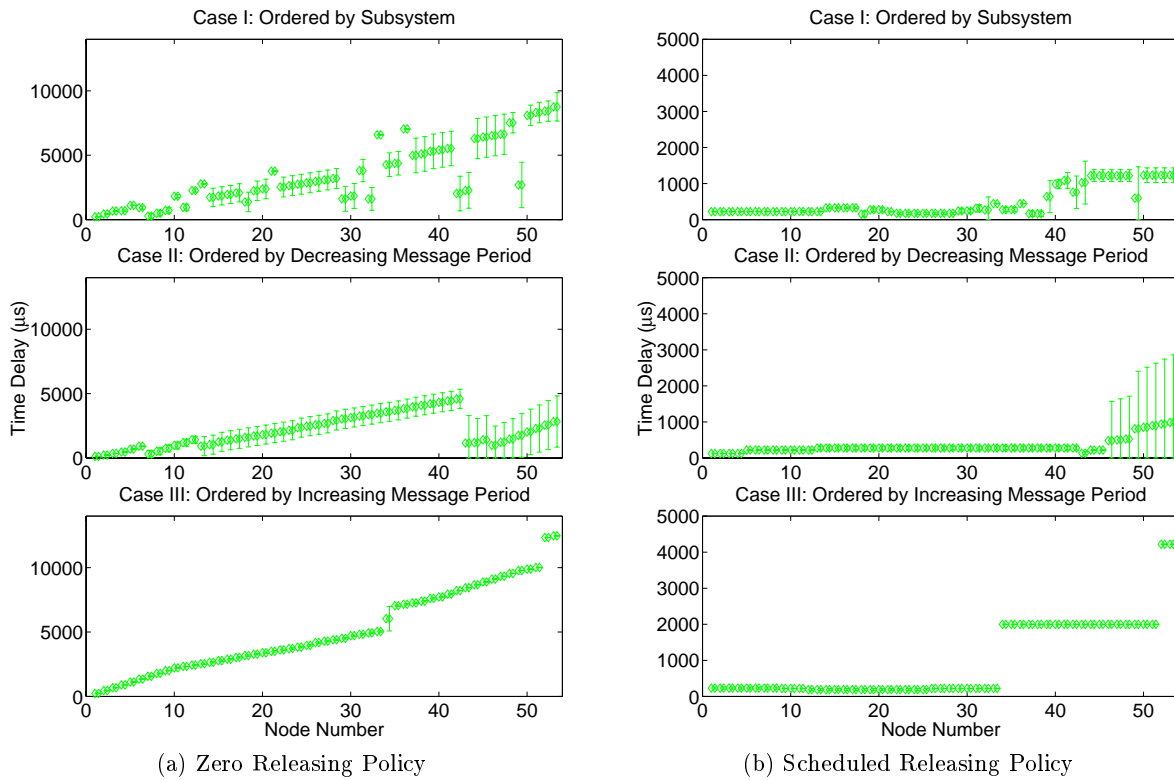 Case I: Ordered by Subsystem
10000
5000
0
0 10 20 30 40 50
Case II: Ordered by Decreasing Message Period
10000
5000
0
0 10 20 30 40 50
Case III: Ordered by Increasing Message Period
10000
5000
0
0 10 20 30 40 50
Time Delay (μs)
Node Number
(a) Zero Releasing Policy
Case I: Ordered by Subsystem
5000
4000
3000
2000
1000
0
0 10 20 30 40 50
Case II: Ordered by Decreasing Message Period
5000
4000
3000
2000
1000
0
0 10 20 30 40 50
Case III: Ordered by Increasing Message Period
5000
4000
3000
2000
1000
0
0 10 20 30 40 50
Time Delay (μs)
Node Number
(b) Scheduled Releasing Policy